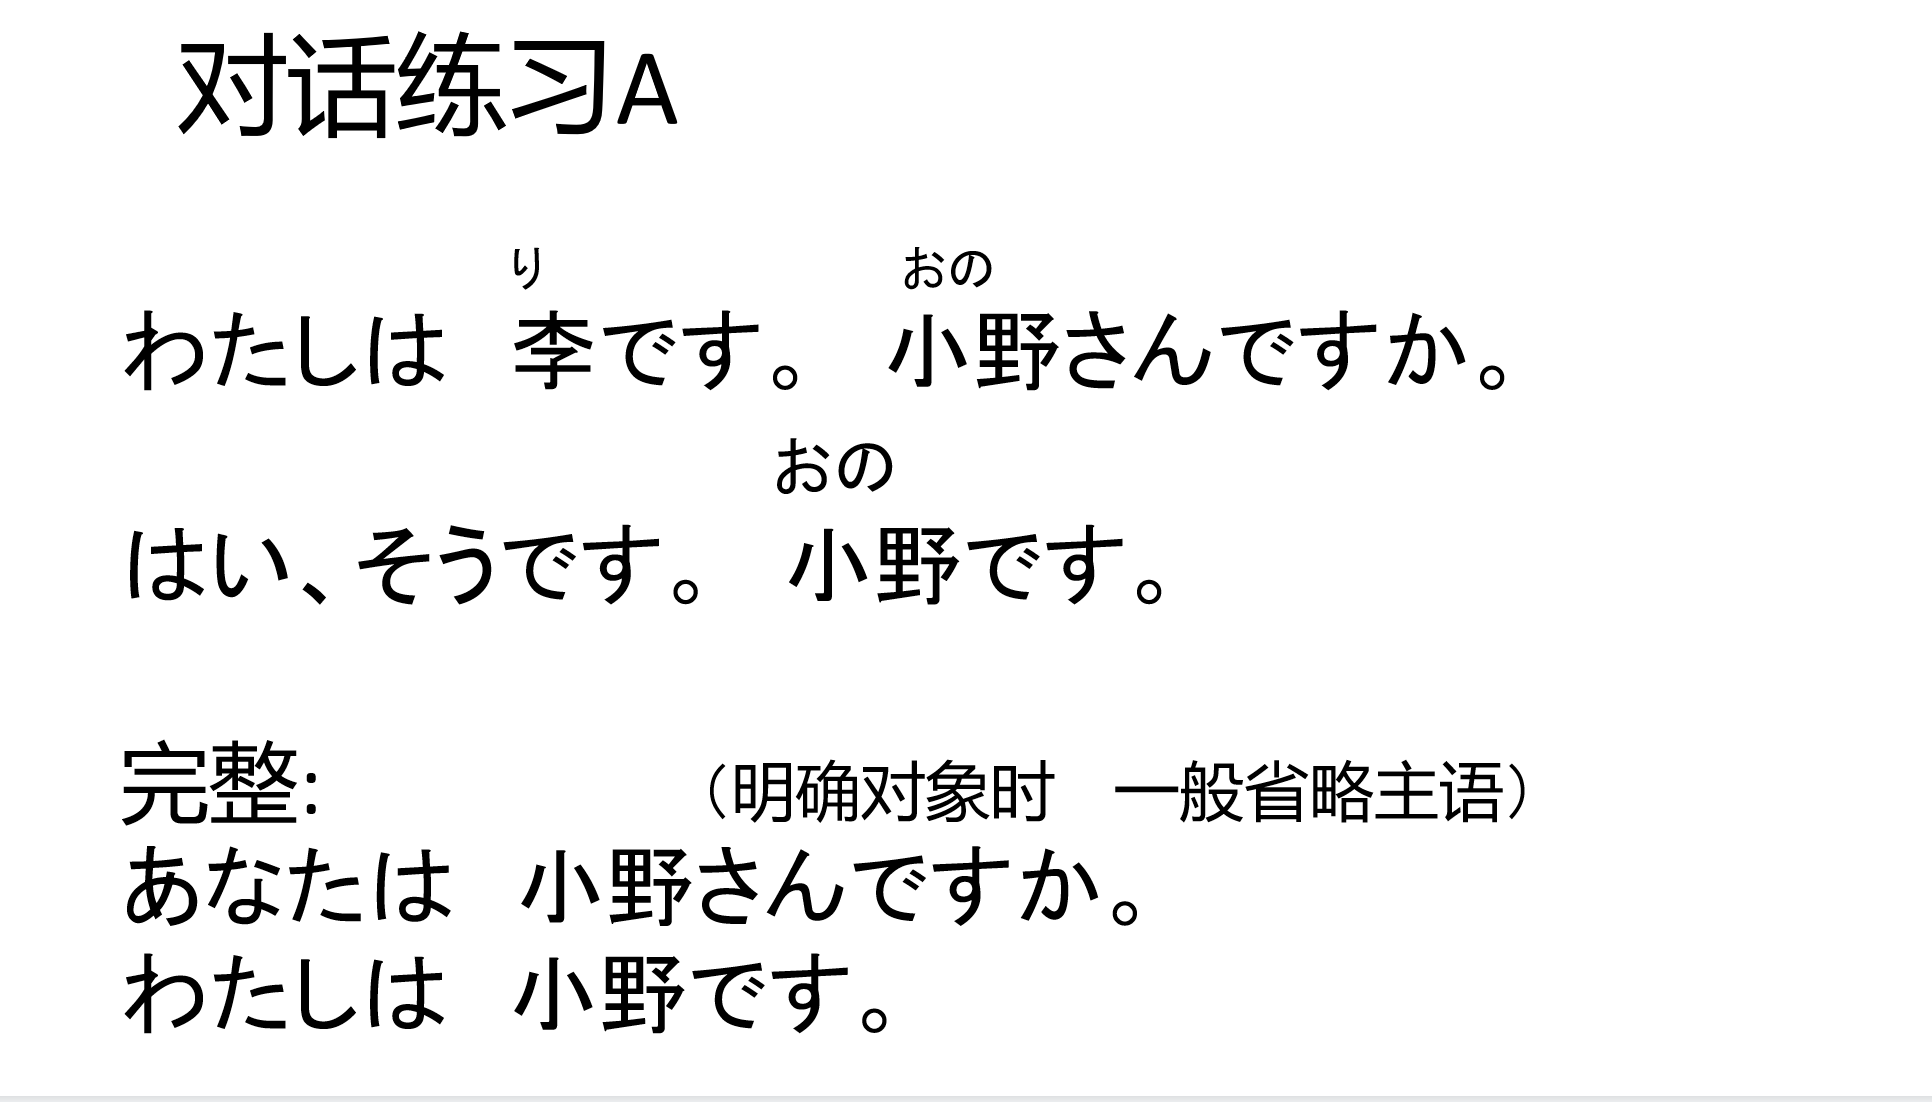 对话练习A
り おの
わたしは 李です。 小野さんですか。
おの
はい、そうです。 小野です。
完整: （明确对象时 一般省略主语）
あなたは 小野さんですか。
わたしは 小野です。